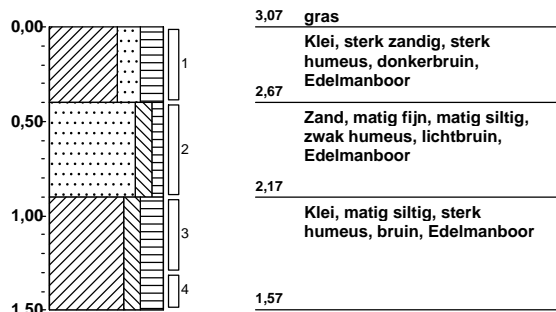 3,07 gras
0,00
Klei, sterk zandig, sterk
humeus, donkerbruin,
Edelmanboor
1
2,67
0,50
Zand, matig fijn, matig siltig,
zwak humeus, lichtbruin,
Edelmanboor
2
2,17
1,00
Klei, matig siltig, sterk
humeus, bruin, Edelmanboor
3
4
1,57
1,50